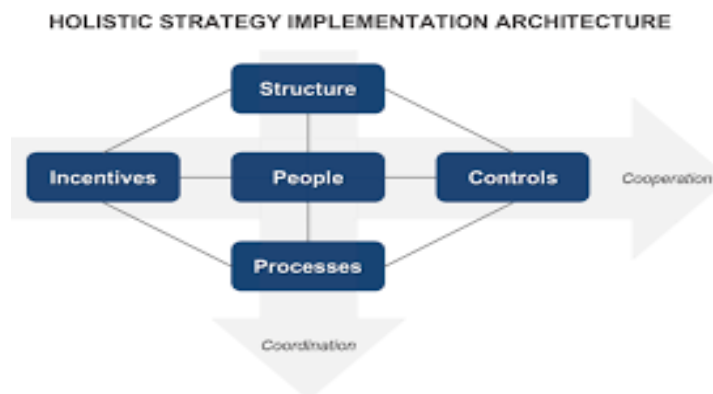 HOLISTIC STRATEGY IMPLEMENTATION ARCHITECTURE
Structure
Incentives
People
Controls
Cooperation
Processes
Coordination